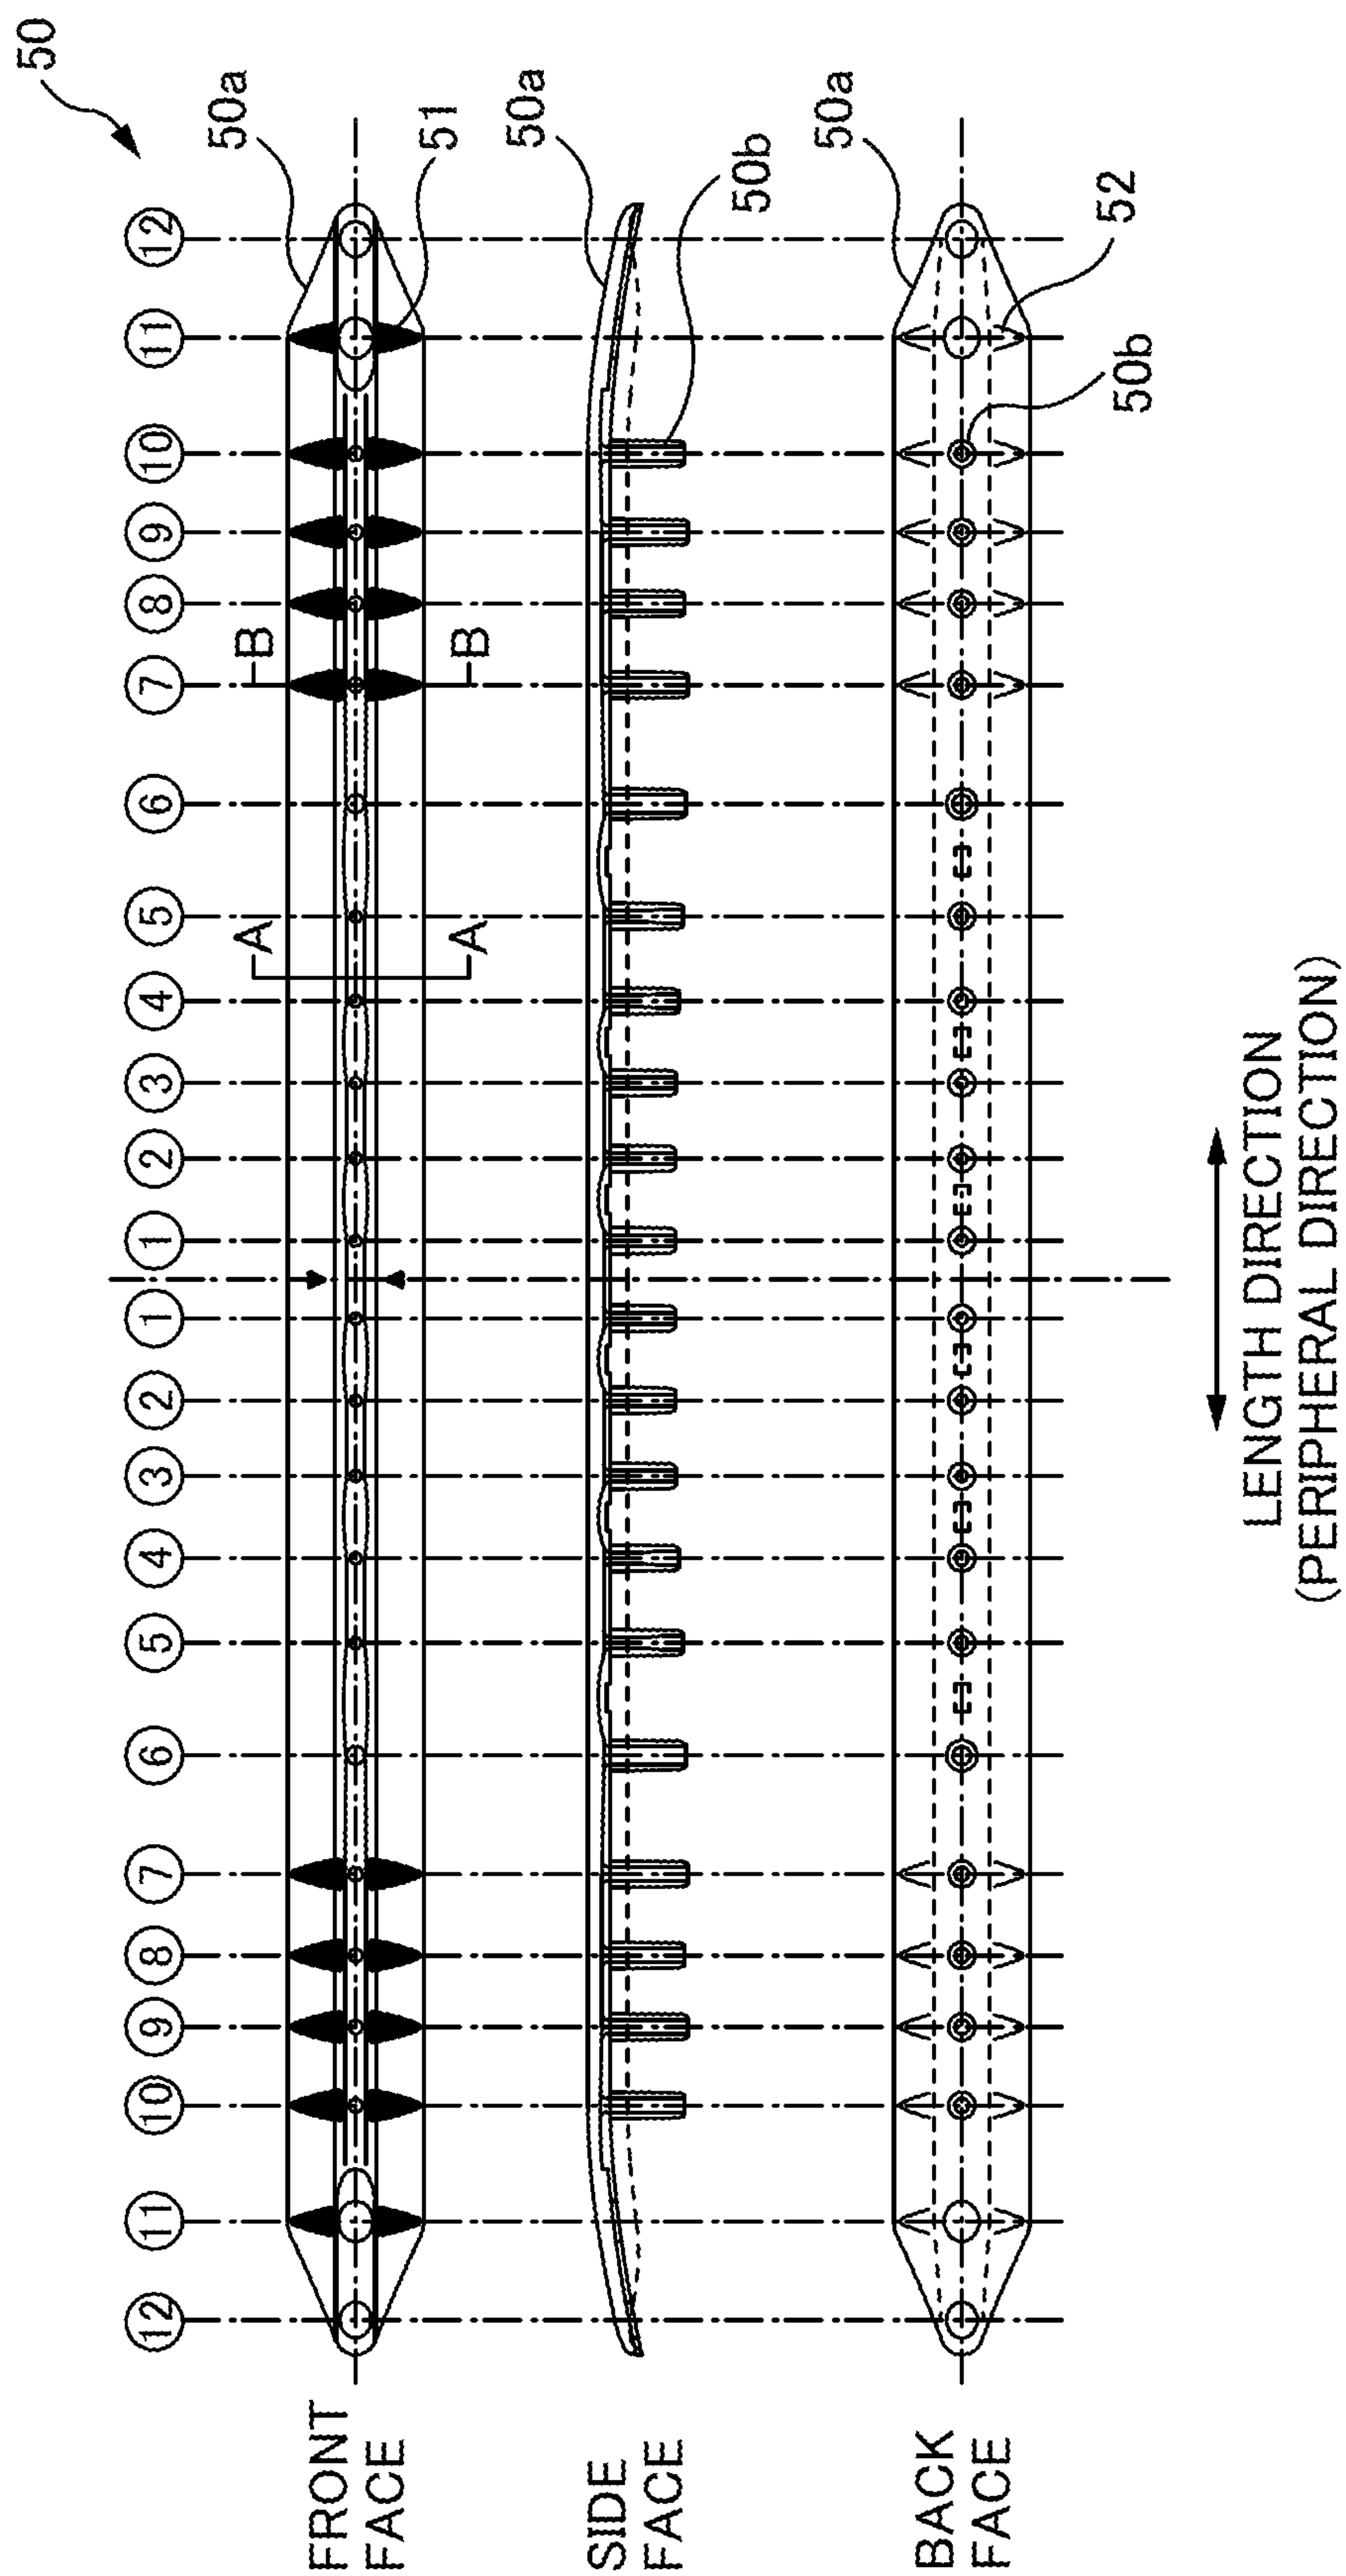 50
12 11 10 9 8 7 6 5 4 3 2 1 1 2 3 4 5 6 7 8 9 10 11 12
FRONT
FACE
B
B
A
A
50a
51
SIDE
FACE
50a
50b
BACK
FACE
50a
52
50b
LENGTH DIRECTION
(PERIPHERAL DIRECTION)